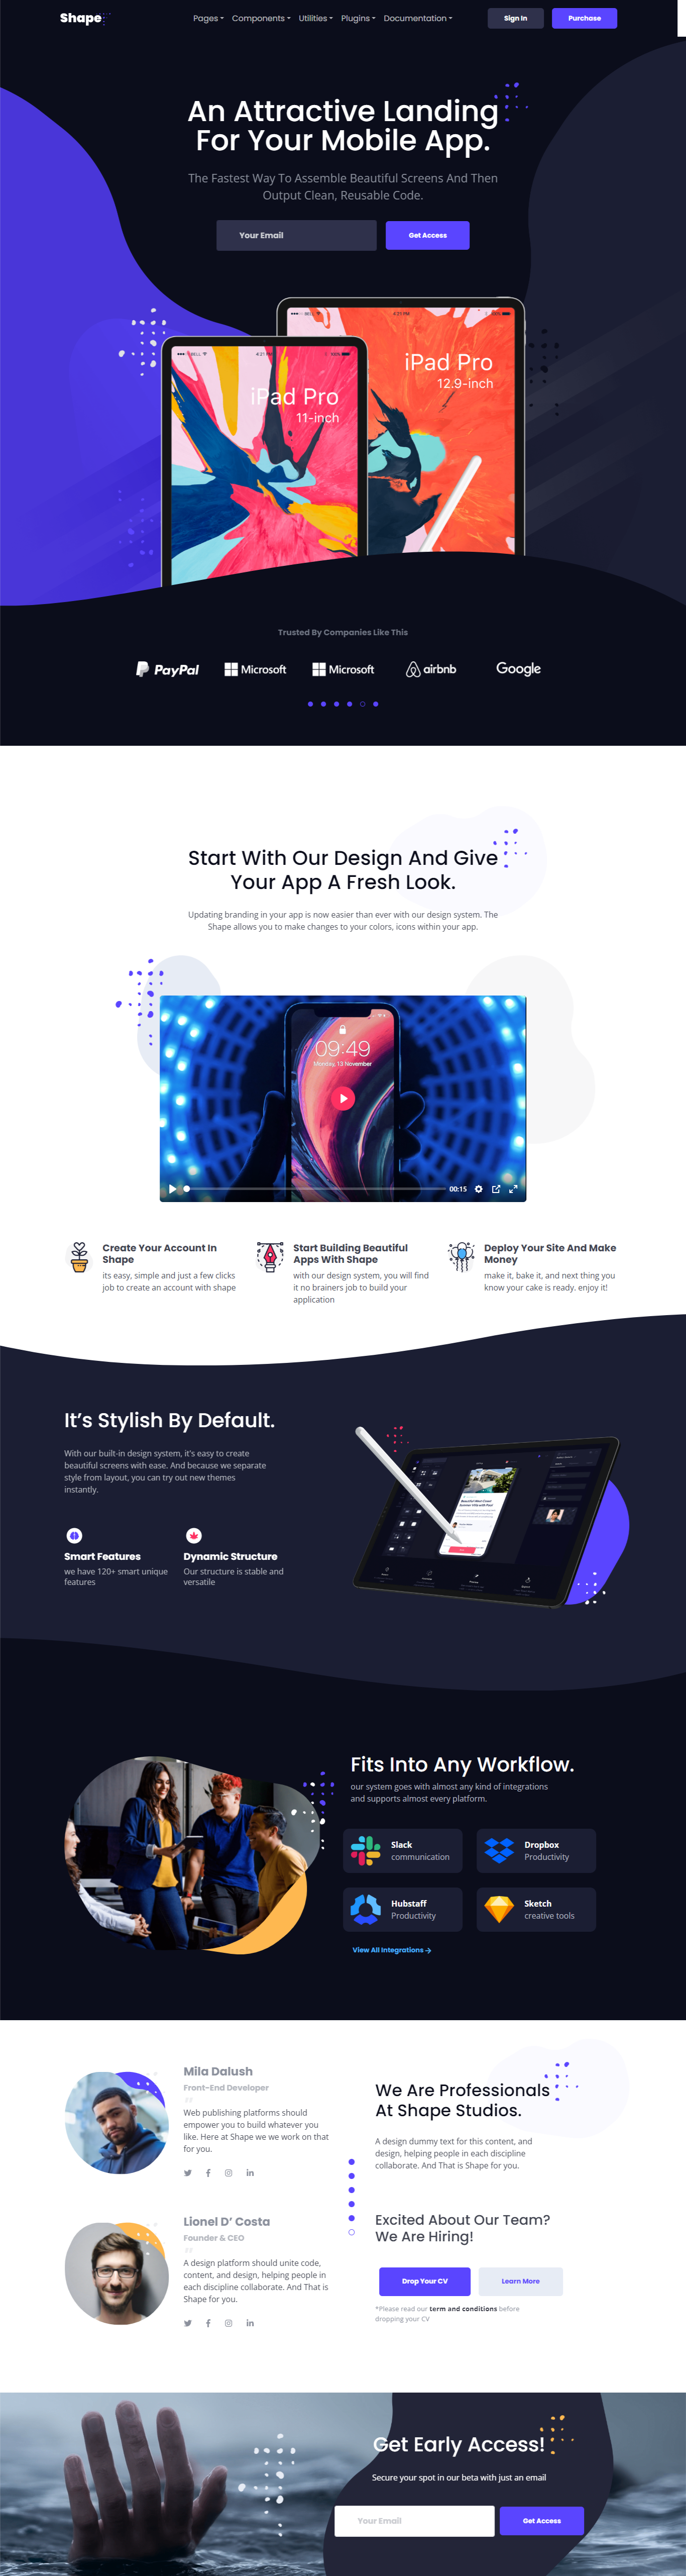 Shape
Pages Components Utilities Plugins Documentation
Sign In
Purchase
An Attractive Landing
For Your Mobile App.
The Fastest Way To Assemble Beautiful Screens And Then
Output Clean, Reusable Code.
Your Email
Get Access
BELL 4:21 PM
iPad Pro
12.9-inch
BELL 4:21 PM 100%
iPad Pro
11-inch
Trusted By Companies Like This
PayPal
Microsoft
Microsoft
airbnb
Google
Start With Our Design And Give
Your App A Fresh Look.
Updating branding in your app is now easier than ever with our design system. The
Shape allows you to make changes to your colors, icons within your app.
09:49
Monday, 13 November
00:15
Create Your Account In
Shape
its easy, simple and just a few clicks
job to create an account with shape
Start Building Beautiful
Apps With Shape
with our design system, you will find
it no brainers job to build your
application
Deploy Your Site And Make
Money
make it, bake it, and next thing you
know your cake is ready. enjoy it!
It's Stylish By Default.
With our built-in design system, it's easy to create
beautiful screens with ease. And because we separate
style from layout, you can try out new themes
instantly.
Smart Features
we have 120+ smart unique
features
Dynamic Structure
Our structure is stable and
versatile
Fits Into Any Workflow.
our system goes with almost any kind of integrations
and supports almost every platform.
Slack
communication
Dropbox
Productivity
Hubstaff
Productivity
Sketch
creative tools
View All Integrations
Mila Dalush
Front-End Developer
Web publishing platforms should
empower you to build whatever you
like. Here at Shape we we work on that
for you.
Lionel D' Costa
Founder & CEO
A design platform should unite code,
content, and design, helping people in
each discipline collaborate. And That is
Shape for you.
We Are Professionals
At Shape Studios.
A design dummy text for this content, and
design, helping people in each discipline
collaborate. And That is Shape for you.
Excited About Our Team?
We Are Hiring!
Drop Your CV
Learn More
*Please read our term and conditions before
dropping your CV
Get Early Access!
Secure your spot in our beta with just an email
Your Email
Get Access